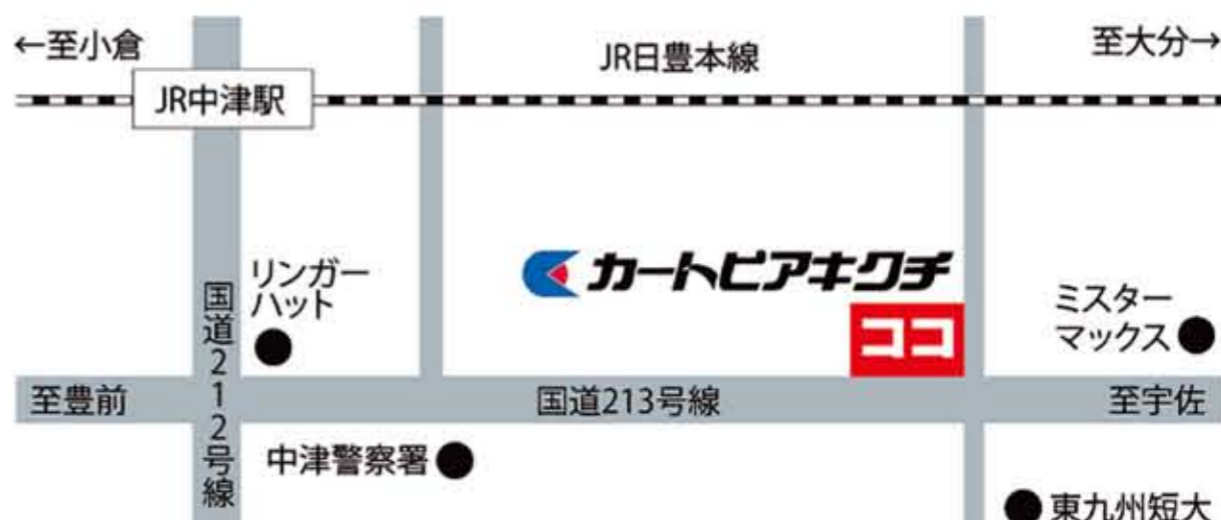 ←至小倉
JR日豊本線
至大分→
JR中津駅
リンガー
ハット
カートピアキクチ
ココ
ミスター
マックス
国道212号線
至豊前
国道213号線
至宇佐
中津警察署
東九州短大